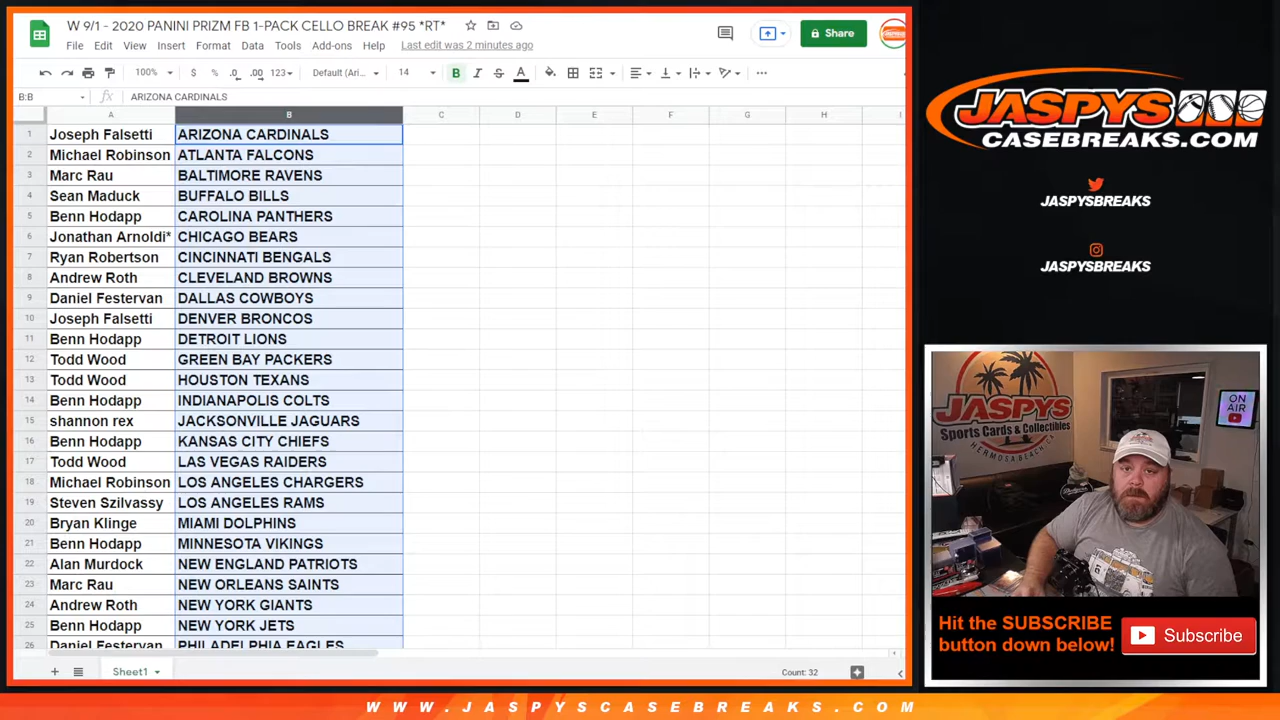 W 9/1 - 2020 PANINI PRIZM FB 1-PACK CELLO BREAK #95 *RT*
File Edit View Insert Format Data Tools Add-ons Help Last edit was 2 minutes ago
Share
100% $ % .0 .00 123 Default (Ari... 14 B I S A
B:B fx ARIZONA CARDINALS
A B C D E F G H
1 Joseph Falsetti ARIZONA CARDINALS
2 Michael Robinson ATLANTA FALCONS
3 Marc Rau BALTIMORE RAVENS
4 Sean Maduck BUFFALO BILLS
5 Benn Hodapp CAROLINA PANTHERS
6 Jonathan Arnoldi* CHICAGO BEARS
7 Ryan Robertson CINCINNATI BENGALS
8 Andrew Roth CLEVELAND BROWNS
9 Daniel Festervan DALLAS COWBOYS
10 Joseph Falsetti DENVER BRONCOS
11 Benn Hodapp DETROIT LIONS
12 Todd Wood GREEN BAY PACKERS
13 Todd Wood HOUSTON TEXANS
14 Benn Hodapp INDIANAPOLIS COLTS
15 shannon rex JACKSONVILLE JAGUARS
16 Benn Hodapp KANSAS CITY CHIEFS
17 Todd Wood LAS VEGAS RAIDERS
18 Michael Robinson LOS ANGELES CHARGERS
19 Steven Szilvassy LOS ANGELES RAMS
20 Bryan Klinge MIAMI DOLPHINS
21 Benn Hodapp MINNESOTA VIKINGS
22 Alan Murdock NEW ENGLAND PATRIOTS
23 Marc Rau NEW ORLEANS SAINTS
24 Andrew Roth NEW YORK GIANTS
25 Benn Hodapp NEW YORK JETS
26 Daniel Festervan PHILADELPHIA EAGLES
Sheet1
Count: 32
JASPYS
CASEBREAKS.COM
JASPYSBREAKS
JASPYSBREAKS
JASPYS
Sports Cards & Collectibles
HERMOSA BEACH, CA
ON
AIR
Hit the SUBSCRIBE
button down below!
Subscribe
WWW.JASPYSCASEBREAKS.COM